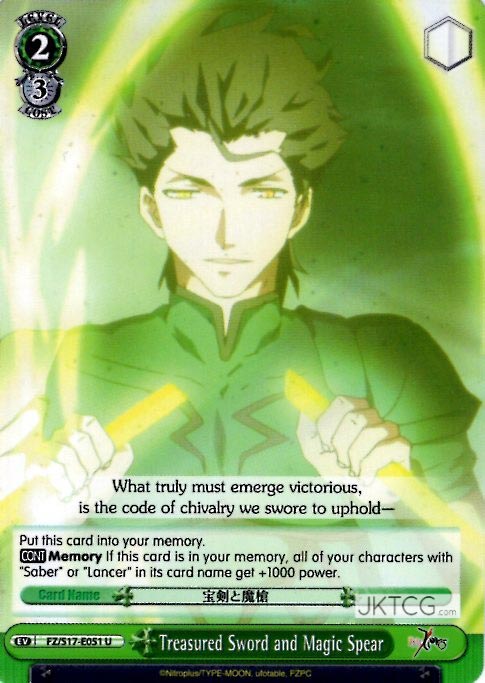 LEVEL
2
3
COST
What truly must emerge victorious,
is the code of chivalry we swore to uphold—
Put this card into your memory.
CONT Memory If this card is in your memory, all of your characters with
"Saber" or "Lancer" in its card name get +1000 power.
Card Name 宝剣と魔槍
JKTCG.com
EV FZ/S17-E051 U Treasured Sword and Magic Spear
©Nitroplus/TYPE-MOON, ufotable, FZPC